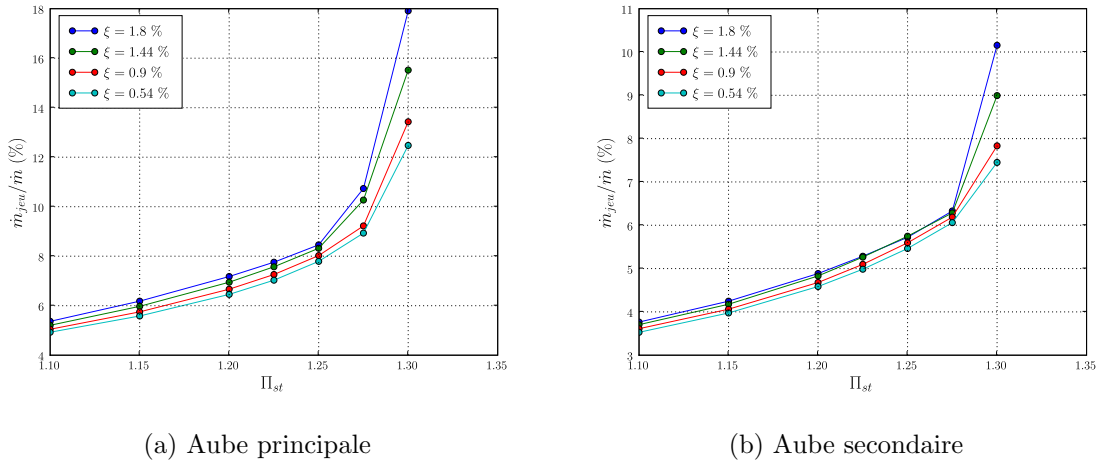 18
16
14
12
10
8
6
4
1.10 1.15 1.20 1.25 1.30 1.35
ṁ_jeu/ṁ (%)
Π_st
ξ = 1.8 %
ξ = 1.44 %
ξ = 0.9 %
ξ = 0.54 %
(a) Aube principale
11
10
9
8
7
6
5
4
3
1.10 1.15 1.20 1.25 1.30 1.35
ṁ_jeu/ṁ (%)
Π_st
ξ = 1.8 %
ξ = 1.44 %
ξ = 0.9 %
ξ = 0.54 %
(b) Aube secondaire